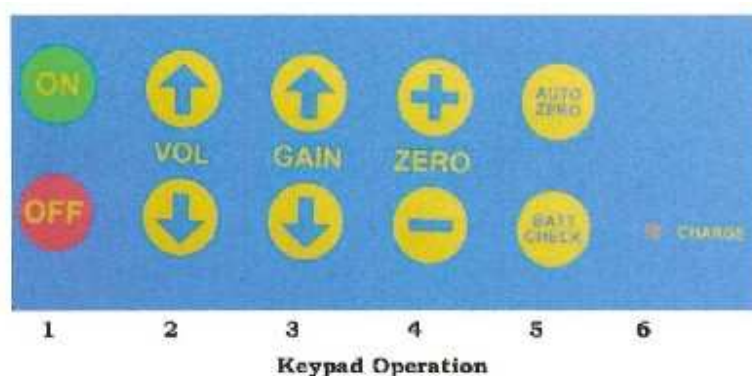 ON
VOL
GAIN
ZERO
AUTO
ZERO
OFF
BATT
CHECK
CHARGE
1 2 3 4 5 6
Keypad Operation